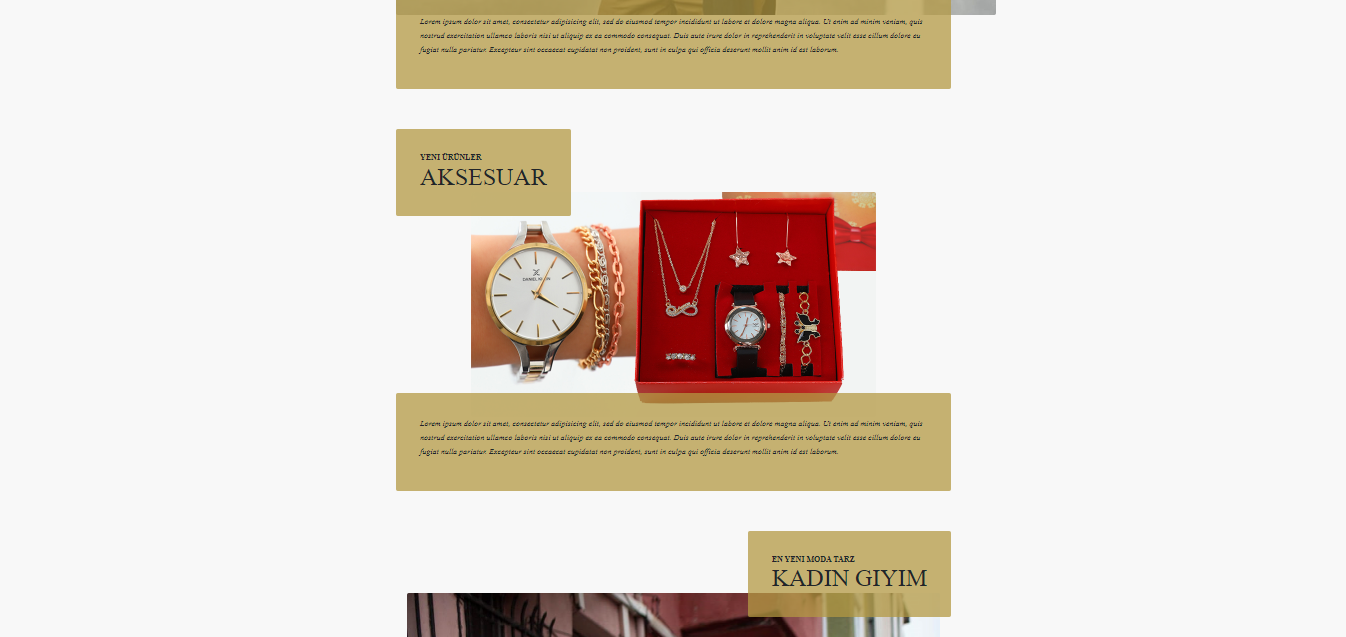 Lorem ipsum dolor sit amet, consectetur adipisicing elit, sed do eiusmod tempor incididunt ut labore et dolore magna aliqua. Ut enim ad minim veniam, quis
nostrud exercitation ullamco laboris nisi ut aliquip ex ea commodo consequat. Duis aute irure dolor in reprehenderit in voluptate velit esse cillum dolore eu
fugiat nulla pariatur. Excepteur sint occaecat cupidatat non proident, sunt in culpa qui officia deserunt mollit anim id est laborum.
YENI ÜRÜNLER
AKSESUAR
DANIEL KLEIN
Lorem ipsum dolor sit amet, consectetur adipisicing elit, sed do eiusmod tempor incididunt ut labore et dolore magna aliqua. Ut enim ad minim veniam, quis
nostrud exercitation ullamco laboris nisi ut aliquip ex ea commodo consequat. Duis aute irure dolor in reprehenderit in voluptate velit esse cillum dolore eu
fugiat nulla pariatur. Excepteur sint occaecat cupidatat non proident, sunt in culpa qui officia deserunt mollit anim id est laborum.
EN YENI MODA TARZ
KADIN GIYIM